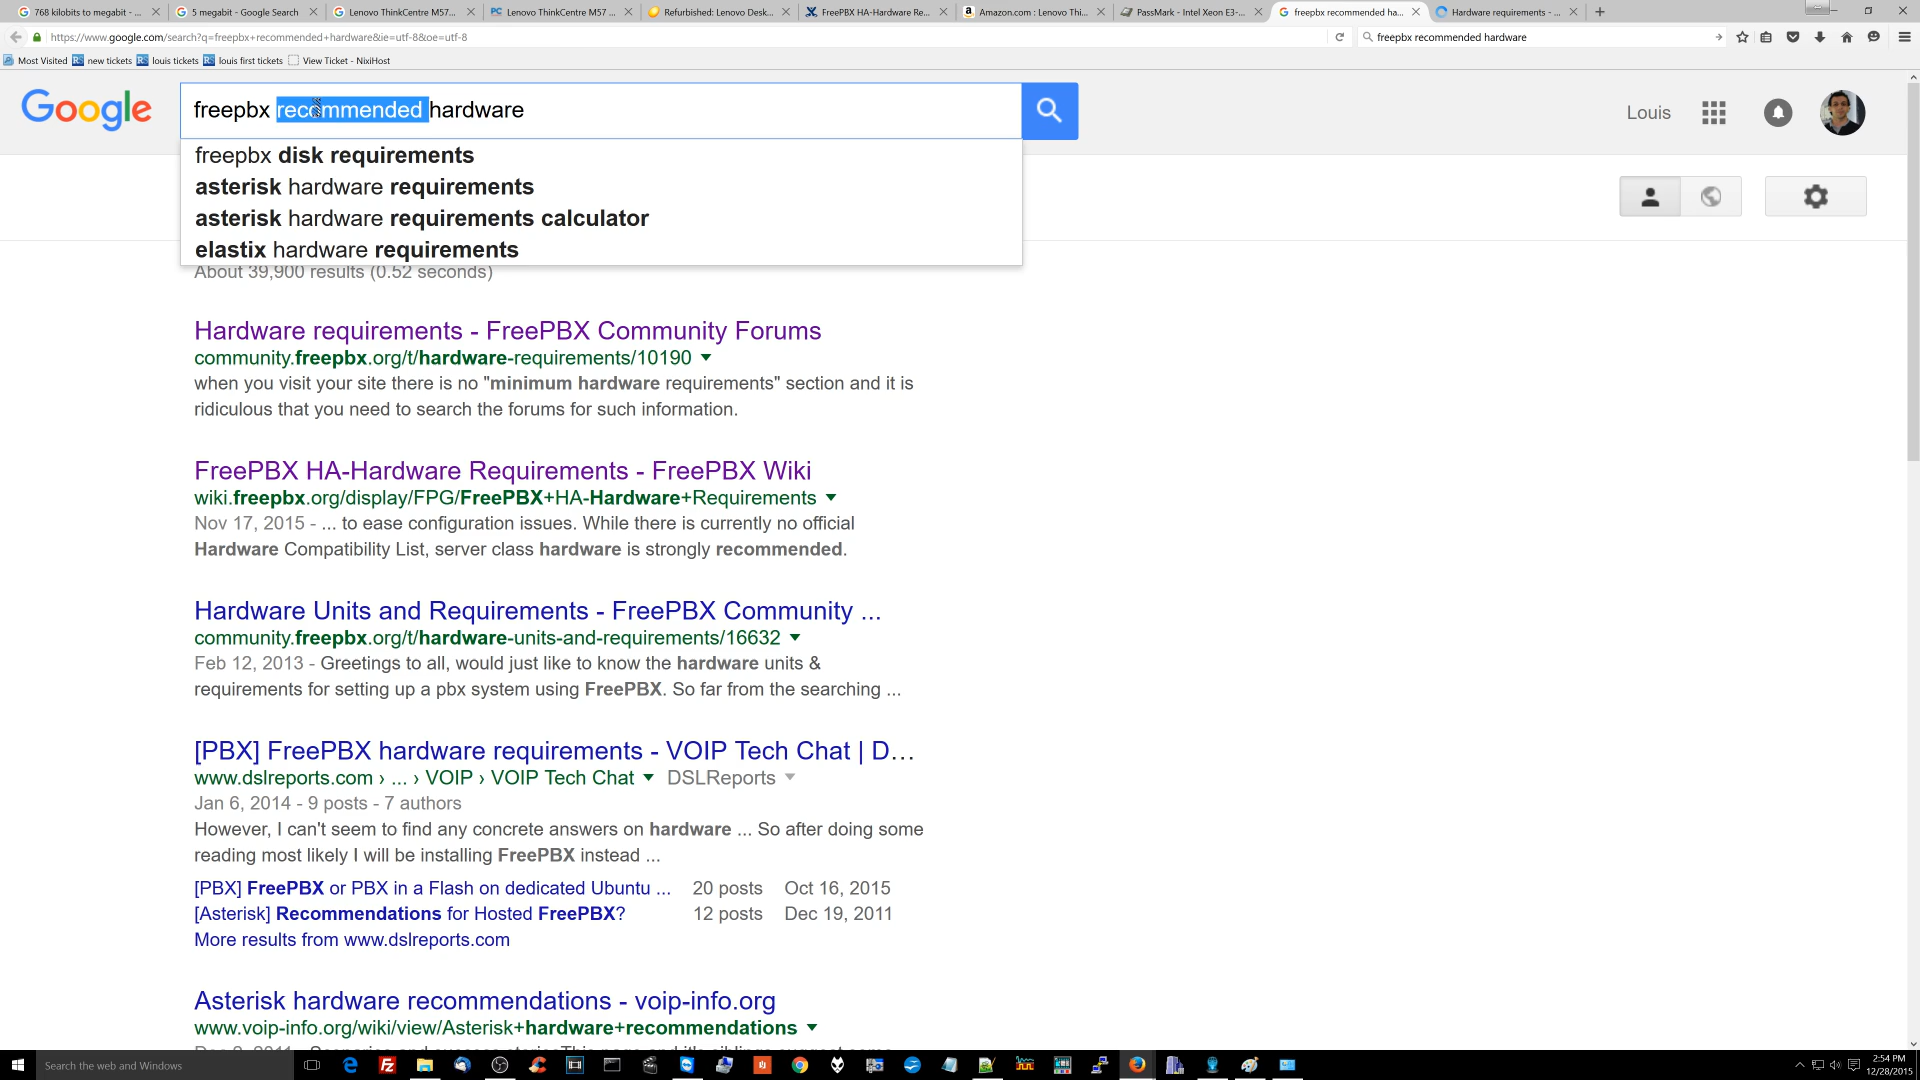 768 kilobits to megabit - ...
5 megabit - Google Search
Lenovo ThinkCentre M57...
Lenovo ThinkCentre M57 ...
Refurbished: Lenovo Desk...
FreePBX HA-Hardware Re...
Amazon.com : Lenovo Thi...
PassMark - Intel Xeon E3-...
freepbx recommended ha...
Hardware requirements - ...
https://www.google.com/search?q=freepbx+recommended+hardware&ie=utf-8&oe=utf-8
freepbx recommended hardware
Most Visited
new tickets
louis tickets
louis first tickets
View Ticket - NixiHost
Google
freepbx recommended hardware
Louis
freepbx disk requirements
asterisk hardware requirements
asterisk hardware requirements calculator
elastix hardware requirements
About 39,900 results (0.52 seconds)
Hardware requirements - FreePBX Community Forums
community.freepbx.org/t/hardware-requirements/10190
when you visit your site there is no "minimum hardware requirements" section and it is
ridiculous that you need to search the forums for such information.
FreePBX HA-Hardware Requirements - FreePBX Wiki
wiki.freepbx.org/display/FPG/FreePBX+HA-Hardware+Requirements
Nov 17, 2015 - ... to ease configuration issues. While there is currently no official
Hardware Compatibility List, server class hardware is strongly recommended.
Hardware Units and Requirements - FreePBX Community ...
community.freepbx.org/t/hardware-units-and-requirements/16632
Feb 12, 2013 - Greetings to all, would just like to know the hardware units &
requirements for setting up a pbx system using FreePBX. So far from the searching ...
[PBX] FreePBX hardware requirements - VOIP Tech Chat | D...
www.dslreports.com › ... › VOIP › VOIP Tech Chat DSLReports
Jan 6, 2014 - 9 posts - 7 authors
However, I can't seem to find any concrete answers on hardware ... So after doing some
reading most likely I will be installing FreePBX instead ...
[PBX] FreePBX or PBX in a Flash on dedicated Ubuntu ... 20 posts Oct 16, 2015
[Asterisk] Recommendations for Hosted FreePBX? 12 posts Dec 19, 2011
More results from www.dslreports.com
Asterisk hardware recommendations - voip-info.org
www.voip-info.org/wiki/view/Asterisk+hardware+recommendations
Search the web and Windows
2:54 PM
12/28/2015